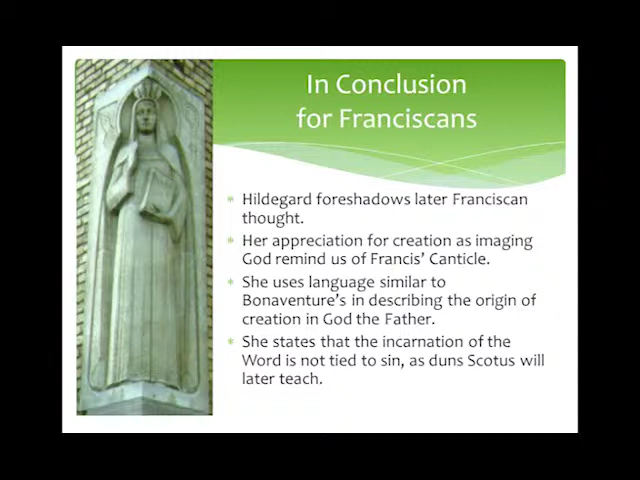 In Conclusion
for Franciscans
Hildegard foreshadows later Franciscan
thought.
Her appreciation for creation as imaging
God remind us of Francis' Canticle.
She uses language similar to
Bonaventure's in describing the origin of
creation in God the Father.
She states that the incarnation of the
Word is not tied to sin, as duns Scotus will
later teach.